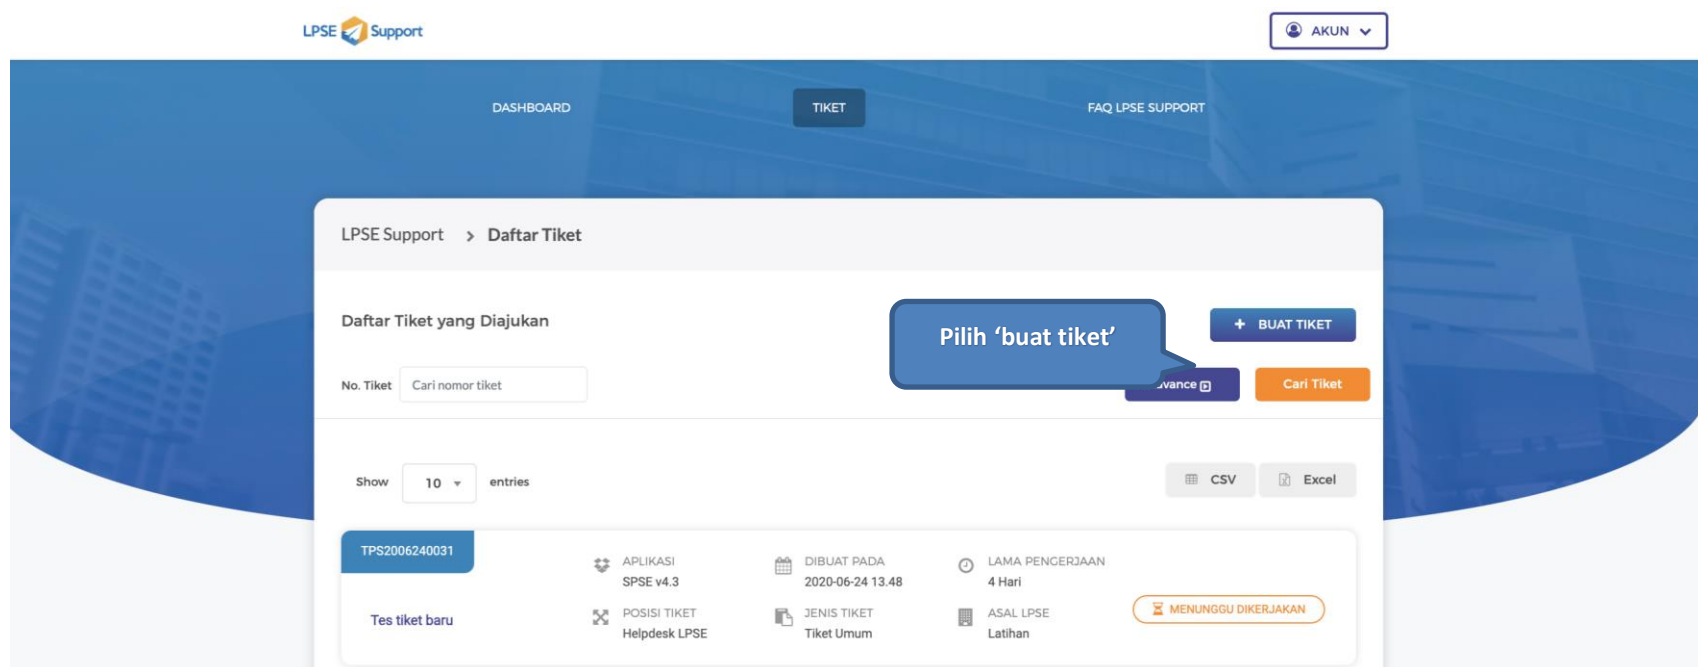 LPSE Support
AKUN
DASHBOARD
TIKET
FAQ LPSE SUPPORT
LPSE Support > Daftar Tiket
Daftar Tiket yang Diajukan
Pilih ‘buat tiket’
+ BUAT TIKET
No. Tiket
Cari nomor tiket
Cari Tiket
Show 10 entries
CSV
Excel
TPS2006240031
Tes tiket baru
APLIKASI
SPSE v4.3
DIBUAT PADA
2020-06-24 13.48
LAMA PENGERJAAN
4 Hari
POSISI TIKET
Helpdesk LPSE
JENIS TIKET
Tiket Umum
ASAL LPSE
Latihan
MENUNGGU DIKERJAKAN